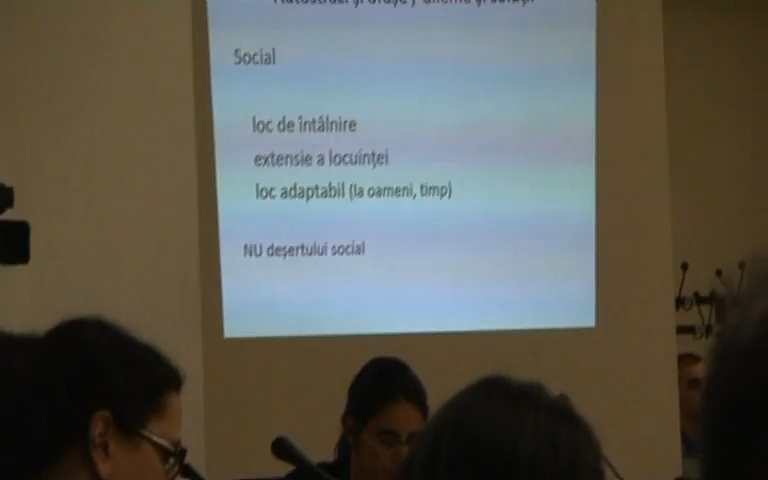 Social
loc de întâlnire
extensie a locuinței
loc adaptabil (la oameni, timp)
NU deșertului social